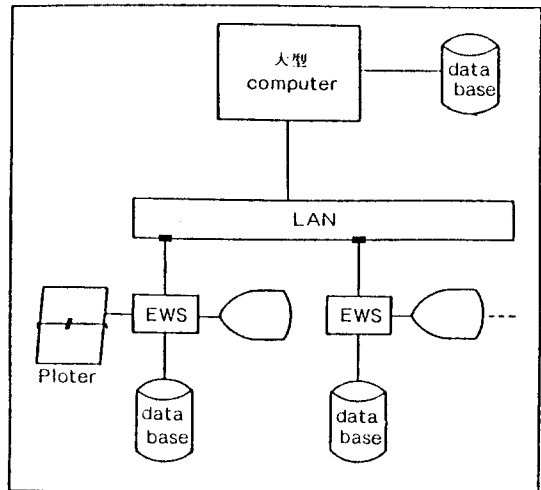 大型
computer
data
base
LAN
EWS
EWS
Ploter
data
base
data
base